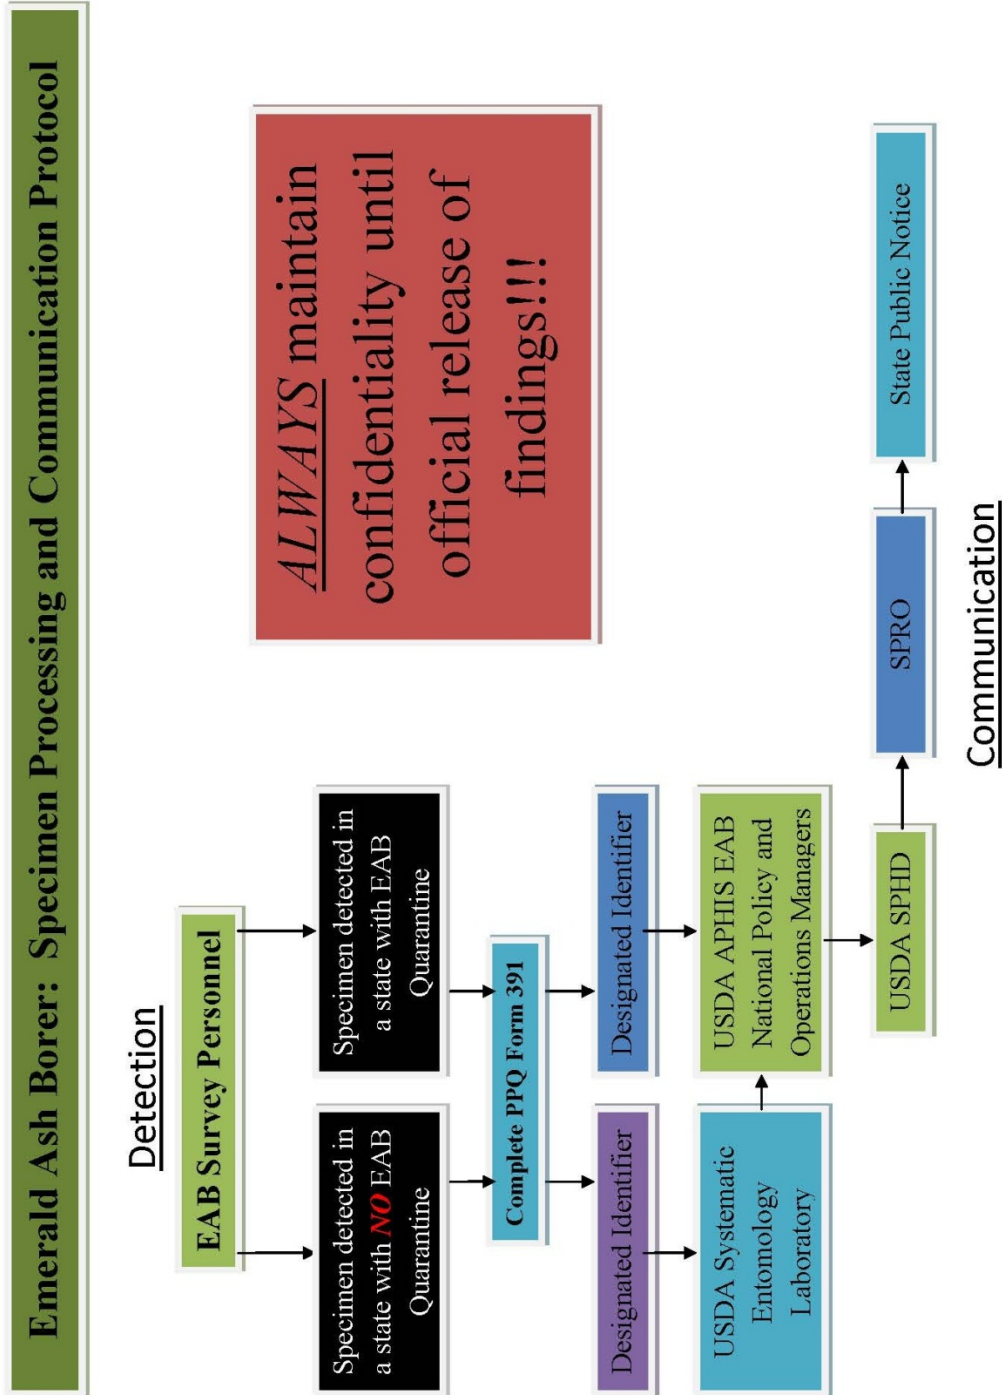 Emerald Ash Borer: Specimen Processing and Communication Protocol
Detection
EAB Survey Personnel
Specimen detected in
a state with NO EAB
Quarantine
Specimen detected in
a state with EAB
Quarantine
Complete PPQ Form 391
Designated Identifier
Designated Identifier
USDA Systematic
Entomology
Laboratory
USDA APHIS EAB
National Policy and
Operations Managers
USDA SPHD
SPRO
State Public Notice
Communication
ALWAYS maintain
confidentiality until
official release of
findings!!!